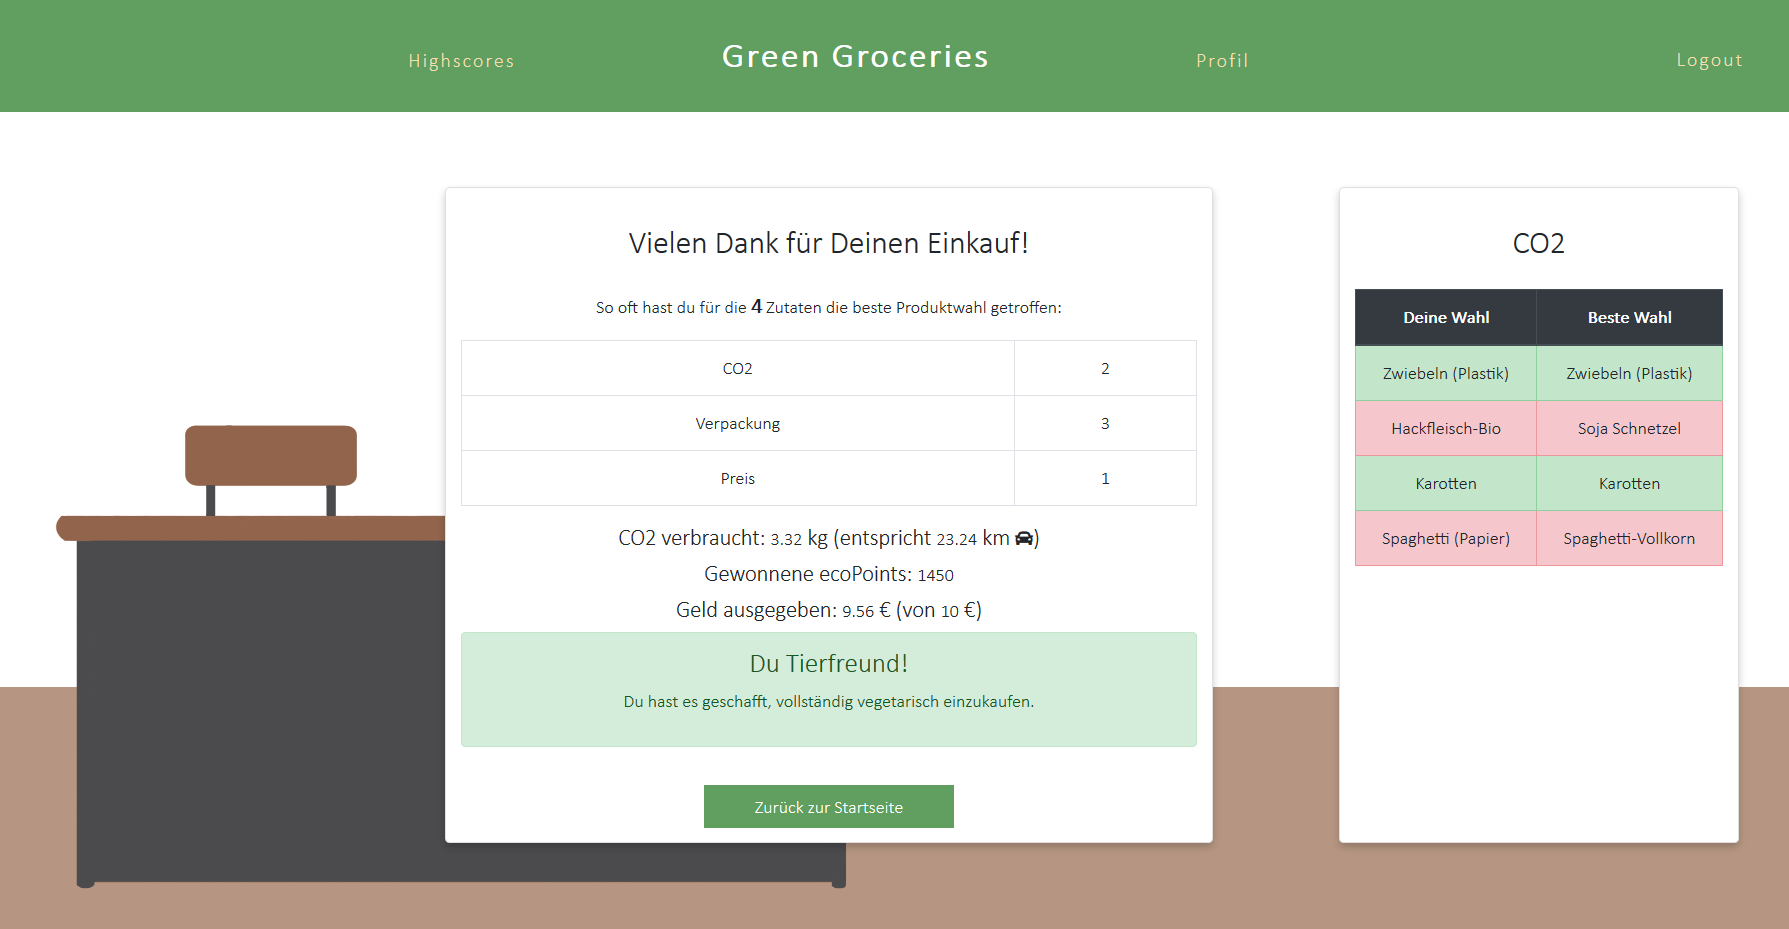 Highscores
Green Groceries
Profil
Logout
Vielen Dank für Deinen Einkauf!
So oft hast du für die 4 Zutaten die beste Produktwahl getroffen:
CO2 2
Verpackung 3
Preis 1
CO2 verbraucht: 3.32 kg (entspricht 23.24 km )
Gewonnene ecoPoints: 1450
Geld ausgegeben: 9.56 € (von 10 €)
Du Tierfreund!
Du hast es geschafft, vollständig vegetarisch einzukaufen.
Zurück zur Startseite
CO2
Deine Wahl Beste Wahl
Zwiebeln (Plastik) Zwiebeln (Plastik)
Hackfleisch-Bio Soja Schnetzel
Karotten Karotten
Spaghetti (Papier) Spaghetti-Vollkorn